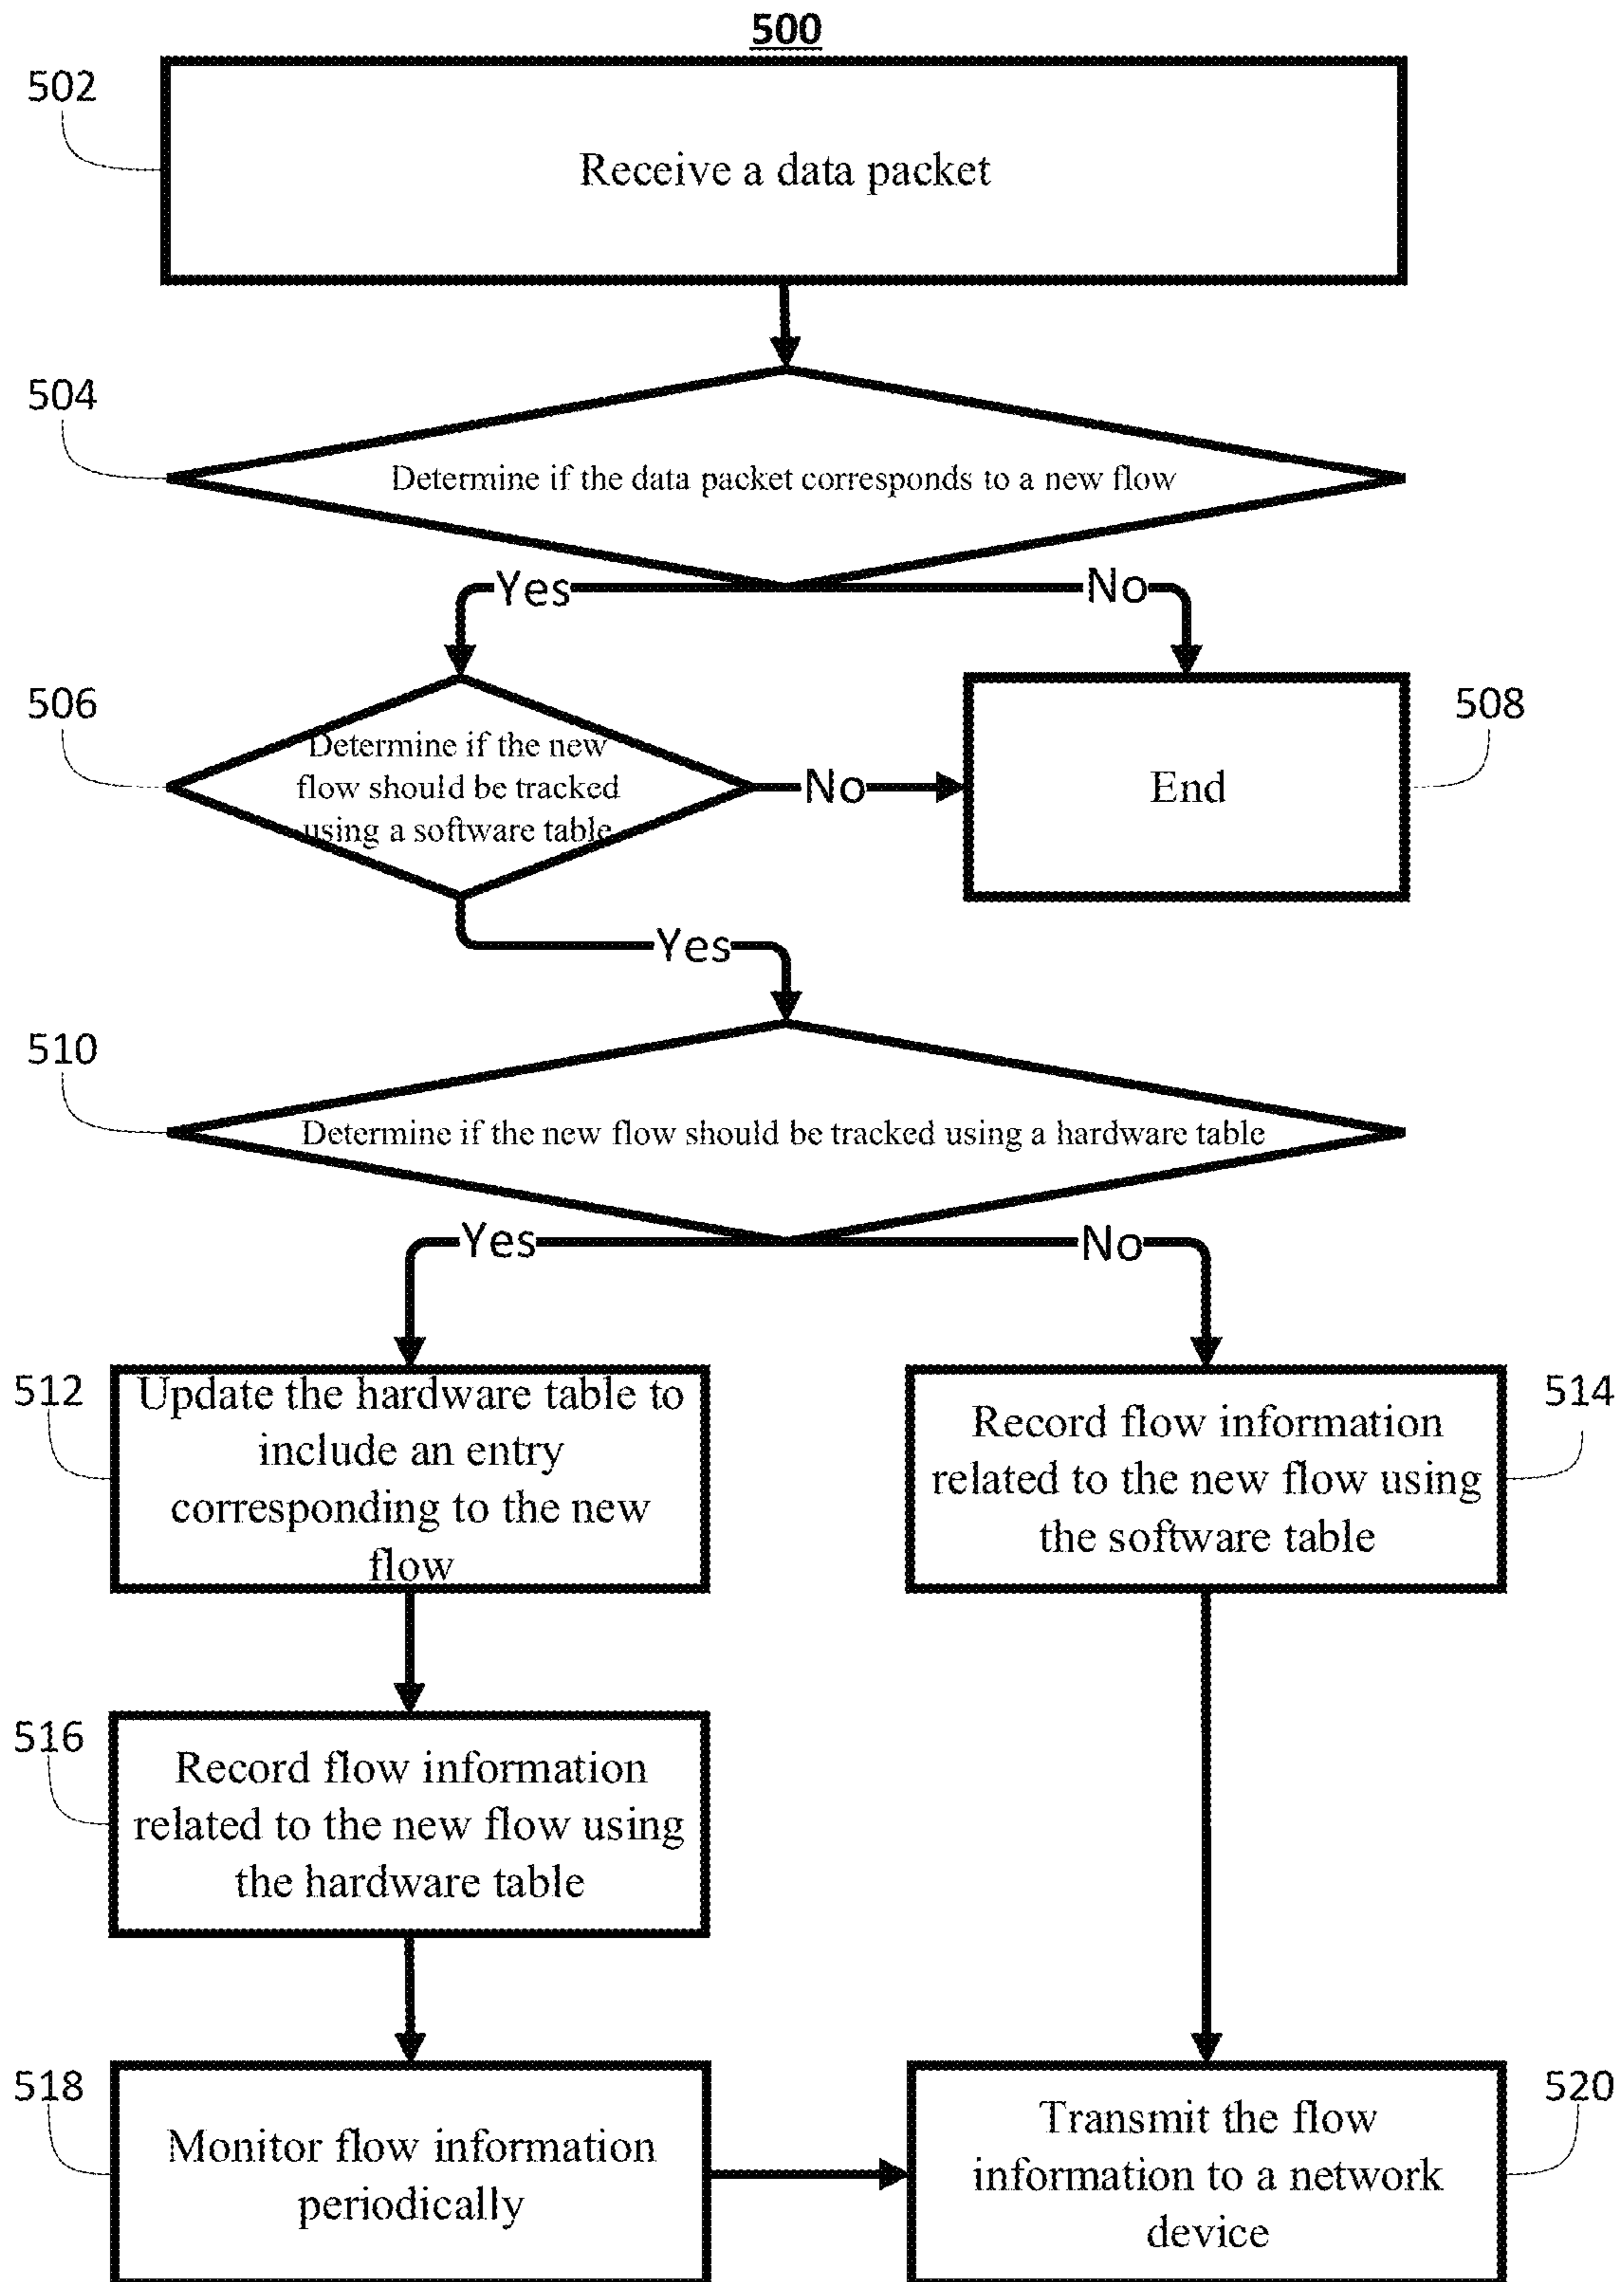 500
502
Receive a data packet
504
Determine if the data packet corresponds to a new flow
Yes
No
506
508
Determine if the new
flow should be tracked
using a software table
No
End
Yes
510
Determine if the new flow should be tracked using a hardware table
Yes
No
512
514
Update the hardware table to
include an entry
corresponding to the new
flow
Record flow information
related to the new flow using
the software table
516
Record flow information
related to the new flow using
the hardware table
518
520
Monitor flow information
periodically
Transmit the flow
information to a network
device